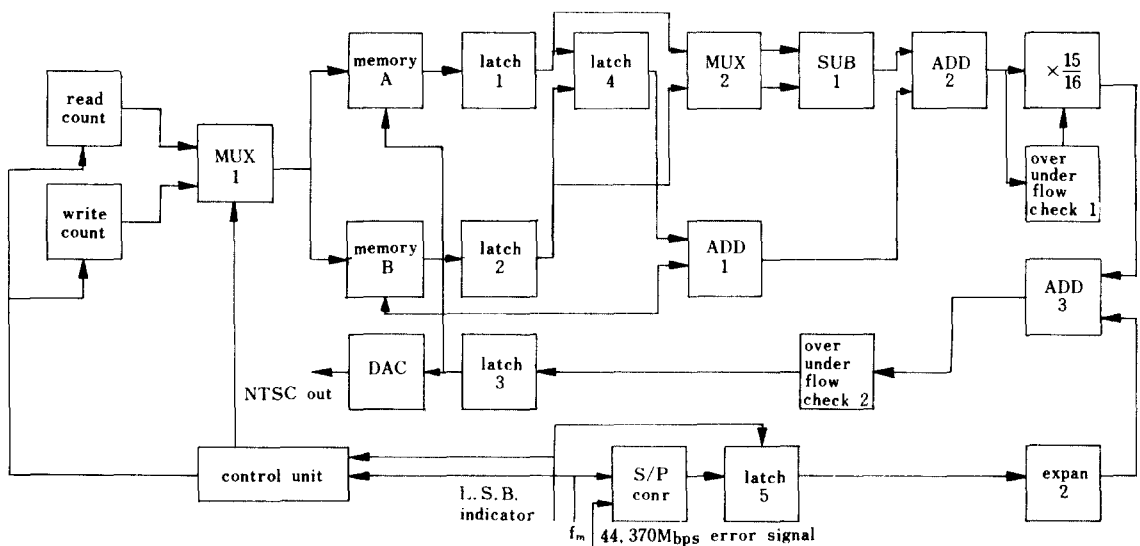 read
count
write
count
MUX
1
memory
A
memory
B
latch
1
latch
2
latch
4
MUX
2
SUB
1
ADD
2
× 15/16
over
under
flow
check 1
ADD
1
ADD
3
over
under
flow
check 2
latch
3
DAC
NTSC out
control unit
L.S.B.
indicator
fm
S/P
conr
44,370Mbps error signal
latch
5
expan
2